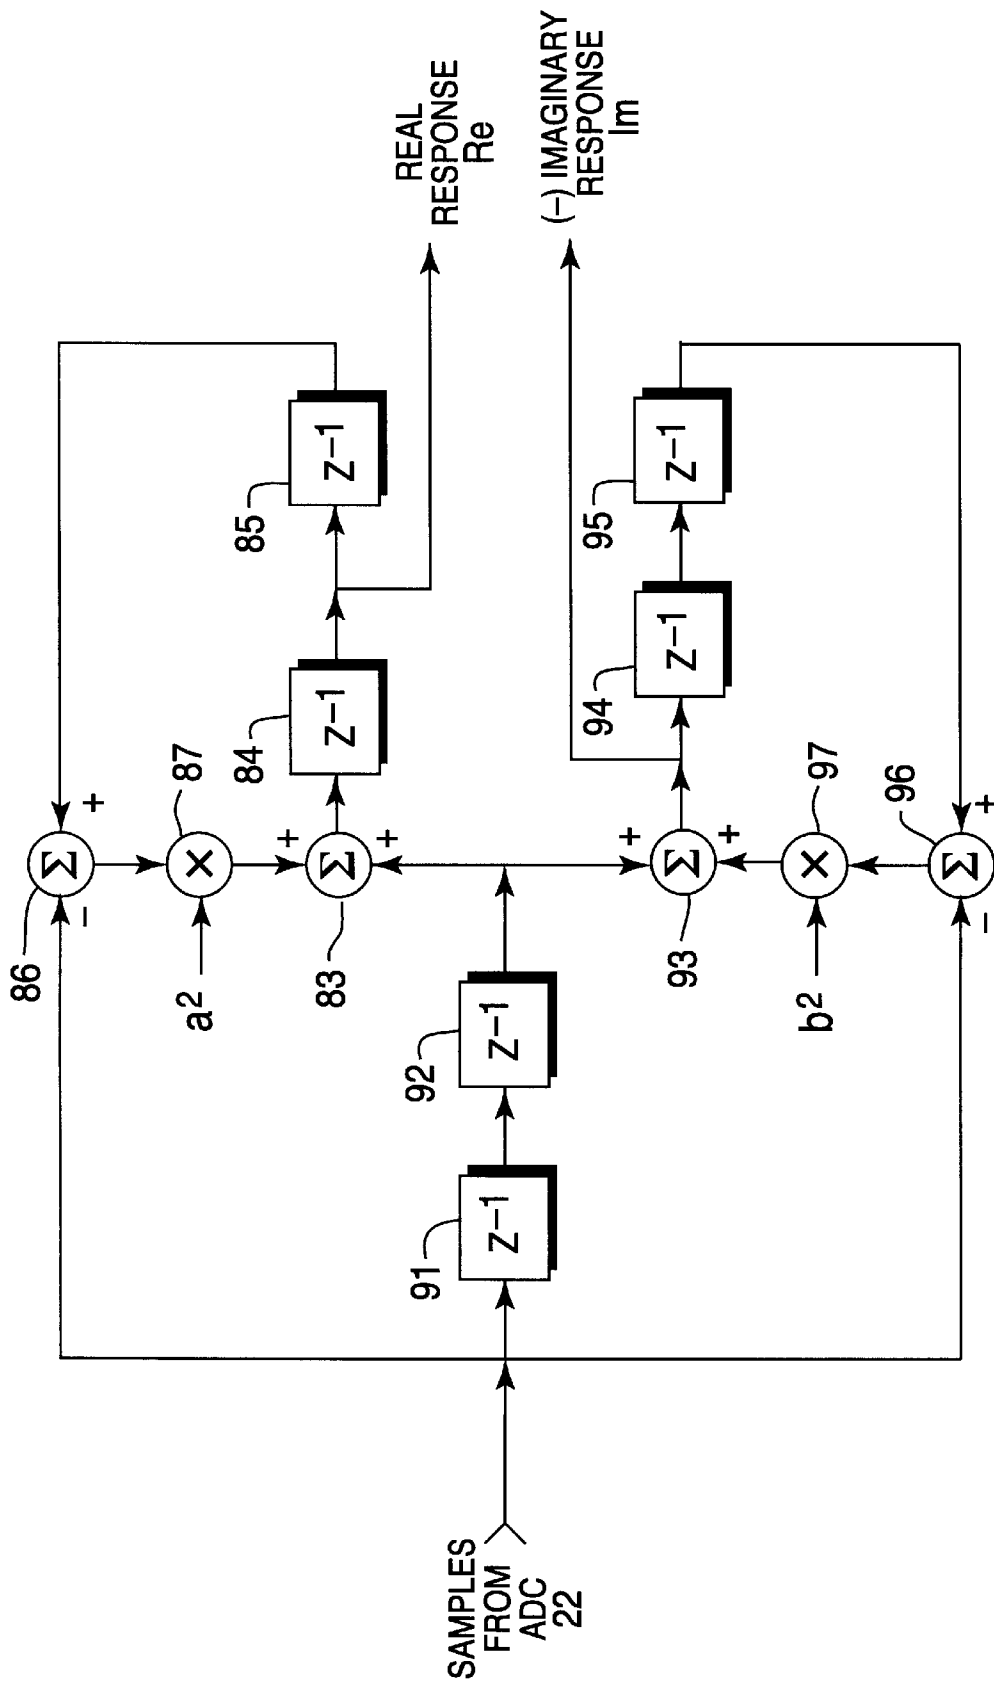 86
+
−
Σ
87
×
a²
+
Σ
+
83
84
Z⁻¹
85
Z⁻¹
REAL
RESPONSE
Re
SAMPLES
FROM
ADC
22
91
Z⁻¹
92
Z⁻¹
(−) IMAGINARY
RESPONSE
Im
+
Σ
+
93
94
Z⁻¹
95
Z⁻¹
97
×
b²
96
+
Σ
−